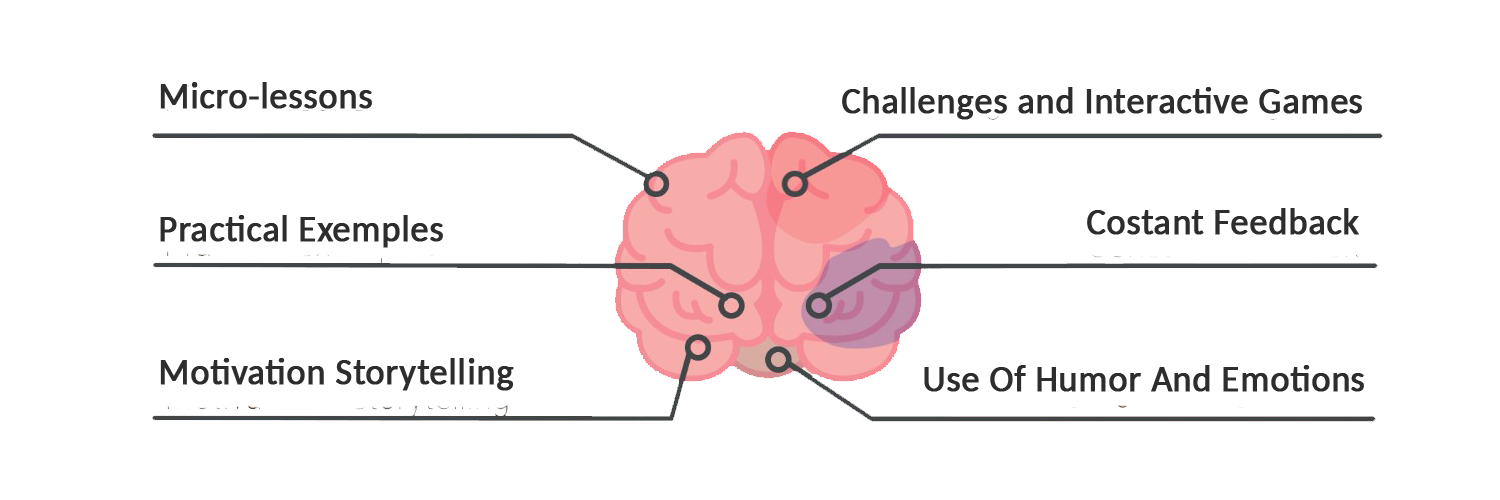 Micro-lessons
Challenges and Interactive Games
Practical Exemples
Costant Feedback
Motivation Storytelling
Use Of Humor And Emotions